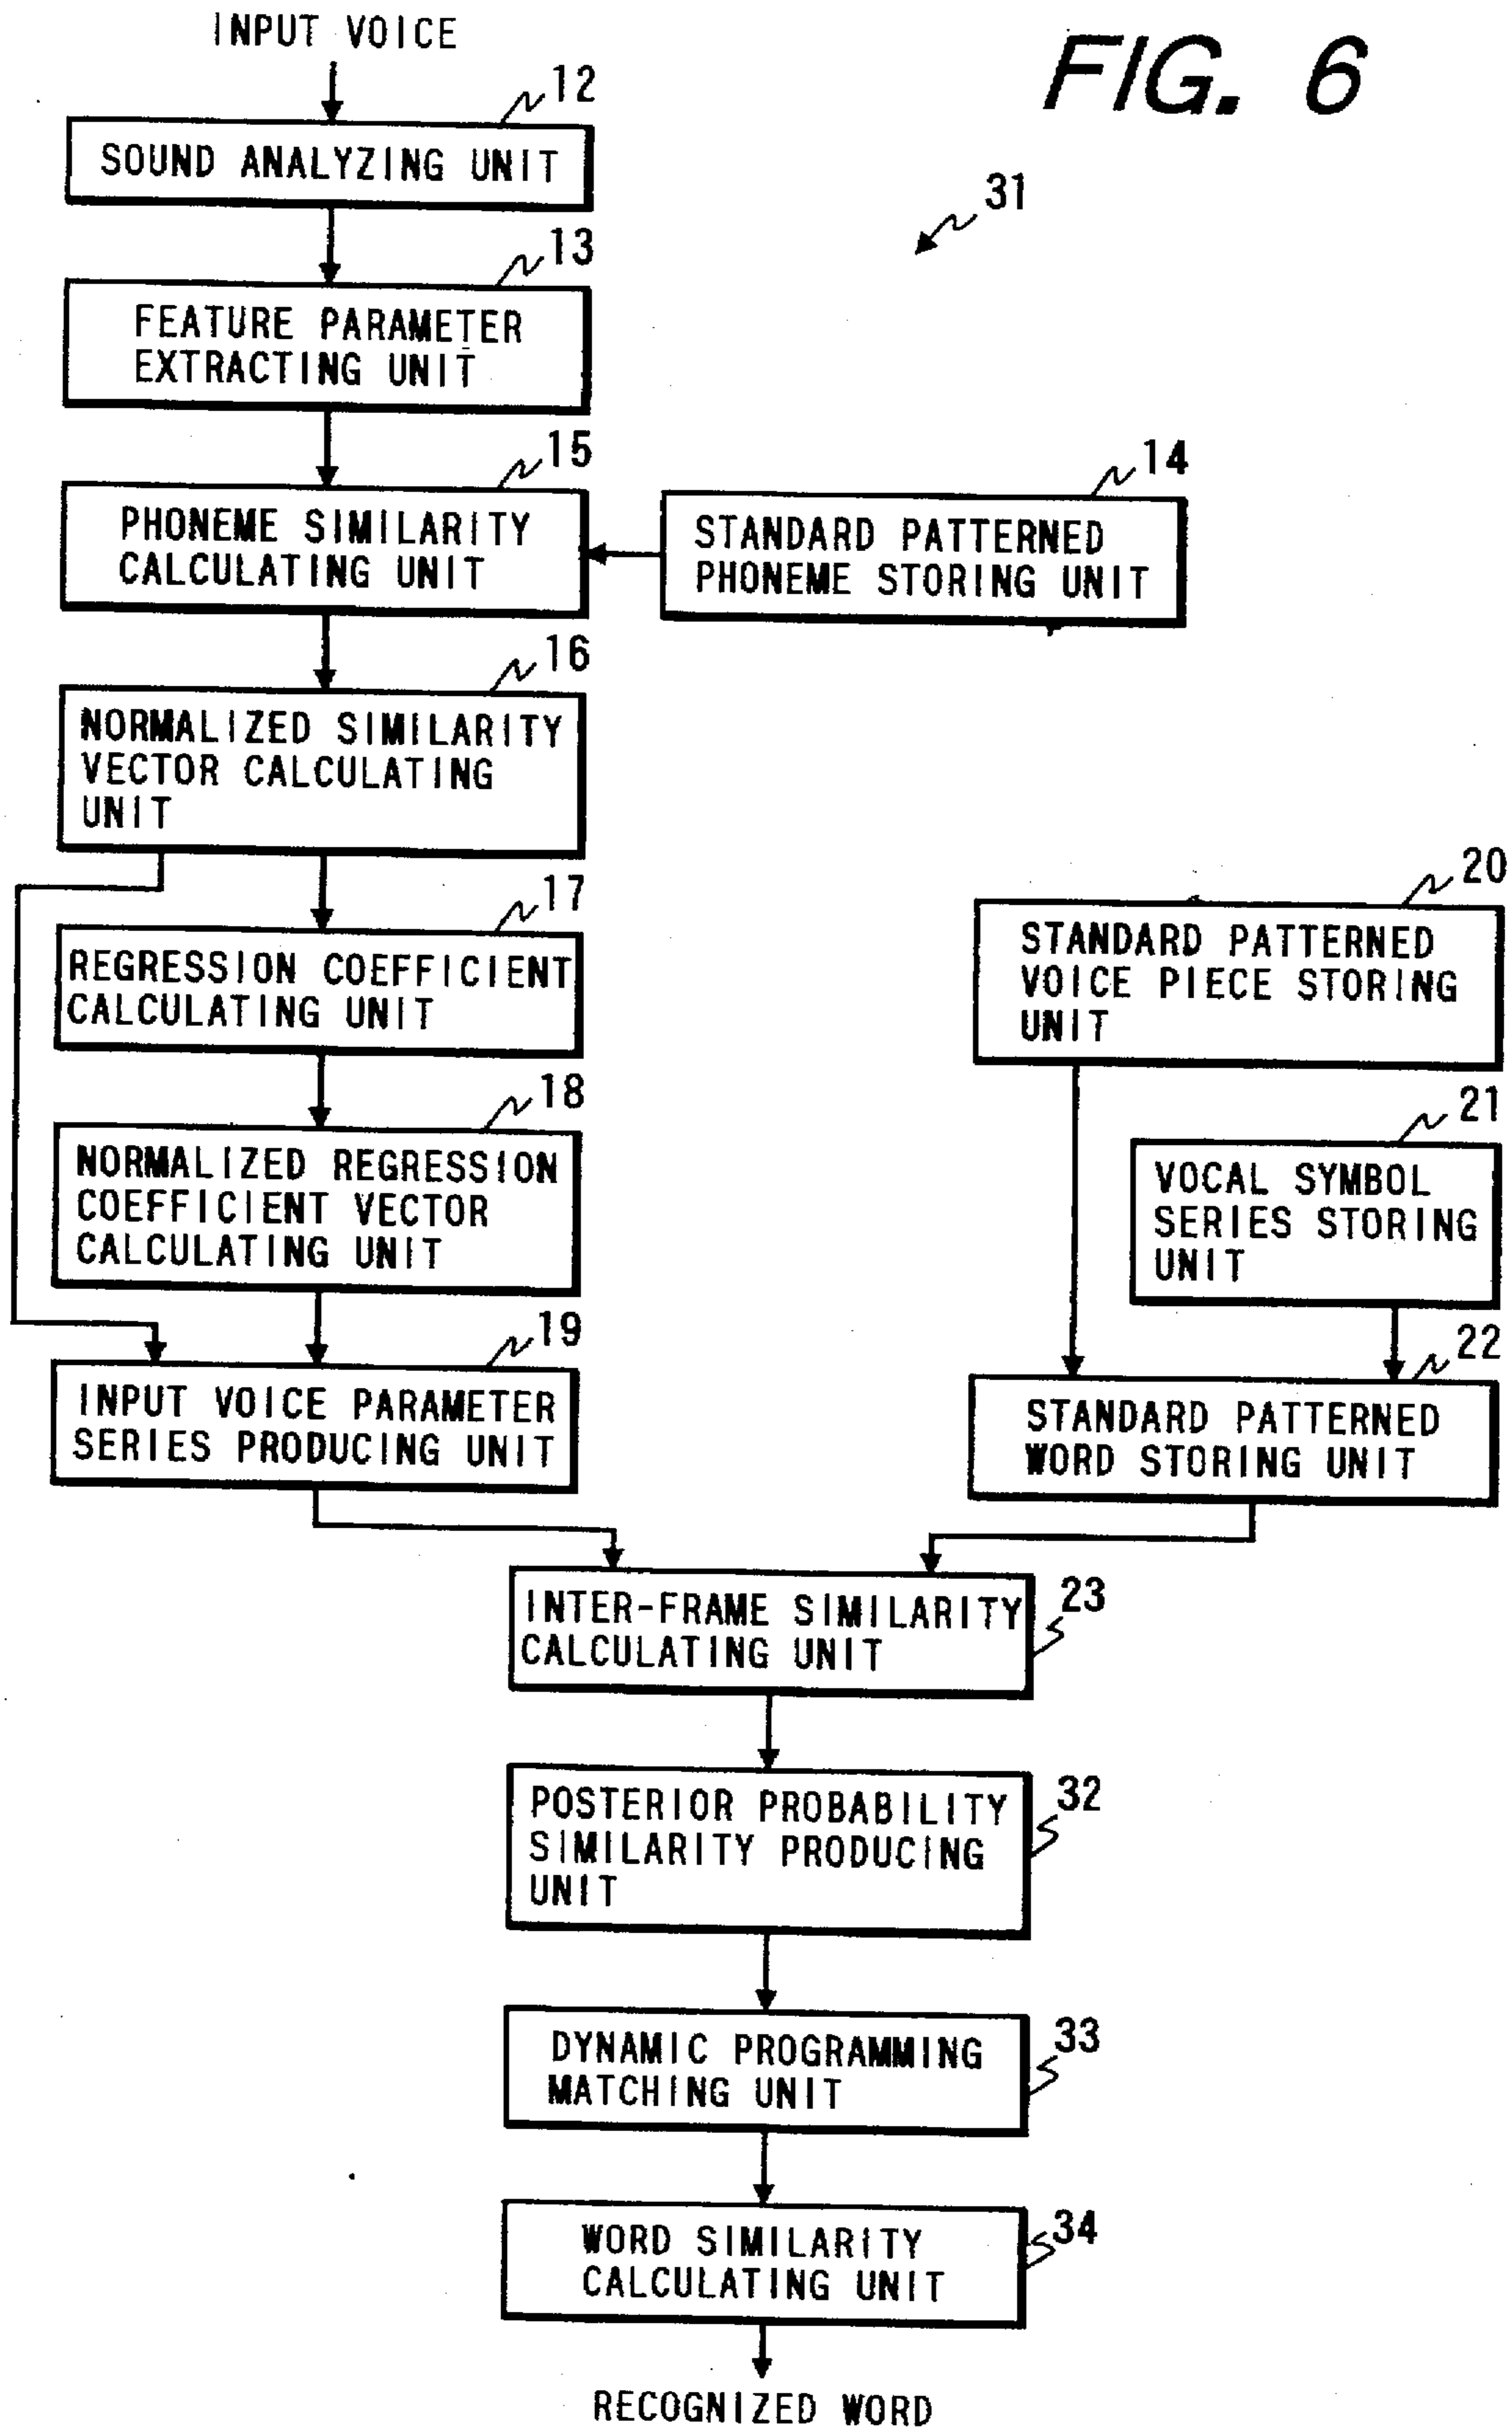 INPUT VOICE
FIG. 6
12
SOUND ANALYZING UNIT
31
13
FEATURE PARAMETER
EXTRACTING UNIT
15
PHONEME SIMILARITY
CALCULATING UNIT
14
STANDARD PATTERNED
PHONEME STORING UNIT
16
NORMALIZED SIMILARITY
VECTOR CALCULATING
UNIT
17
REGRESSION COEFFICIENT
CALCULATING UNIT
20
STANDARD PATTERNED
VOICE PIECE STORING
UNIT
18
NORMALIZED REGRESSION
COEFFICIENT VECTOR
CALCULATING UNIT
21
VOCAL SYMBOL
SERIES STORING
UNIT
19
INPUT VOICE PARAMETER
SERIES PRODUCING UNIT
22
STANDARD PATTERNED
WORD STORING UNIT
INTER-FRAME SIMILARITY
CALCULATING UNIT
23
POSTERIOR PROBABILITY
SIMILARITY PRODUCING
UNIT
32
DYNAMIC PROGRAMMING
MATCHING UNIT
33
WORD SIMILARITY
CALCULATING UNIT
34
RECOGNIZED WORD